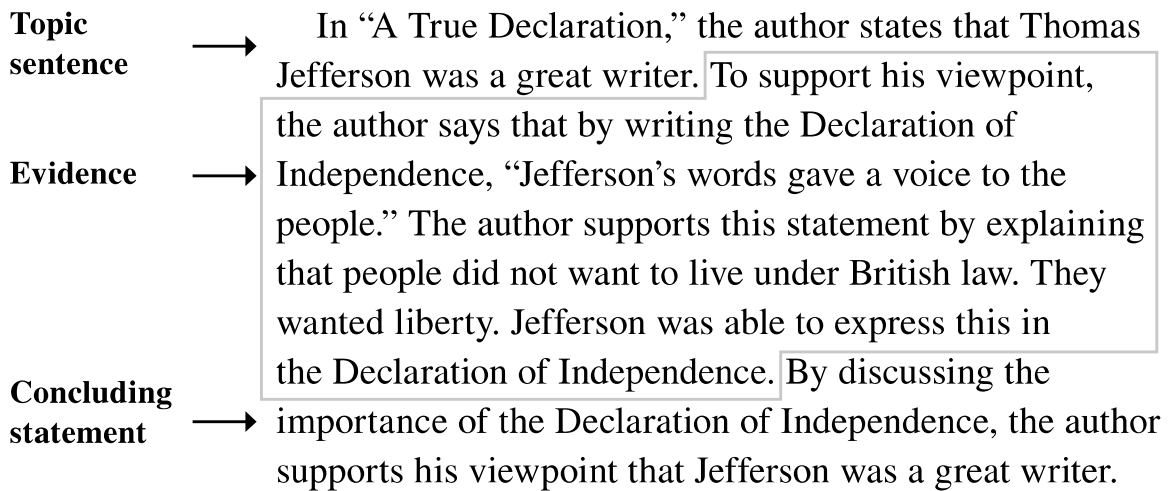 Topic
sentence
In “A True Declaration,” the author states that Thomas
Jefferson was a great writer. To support his viewpoint,
the author says that by writing the Declaration of
Evidence
Independence, “Jefferson’s words gave a voice to the
people.” The author supports this statement by explaining
that people did not want to live under British law. They
wanted liberty. Jefferson was able to express this in
the Declaration of Independence. By discussing the
Concluding
statement
importance of the Declaration of Independence, the author
supports his viewpoint that Jefferson was a great writer.